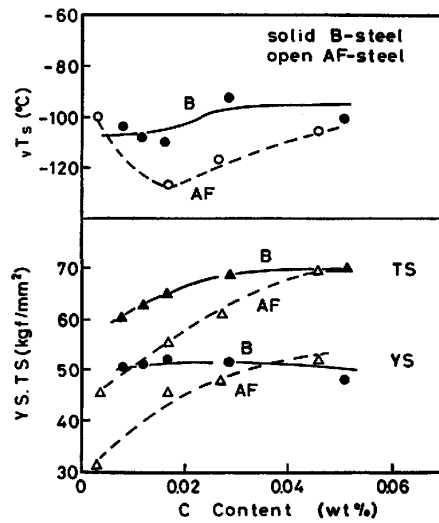 -60
solid B-steel
open AF-steel
-80
vTs (°C)
B
-100
-120
AF
B
70
TS
AF
60
YS.TS(kgf/mm²)
B
YS
50
AF
40
30
0
0.02
0.04
0.06
C Content (wt%)